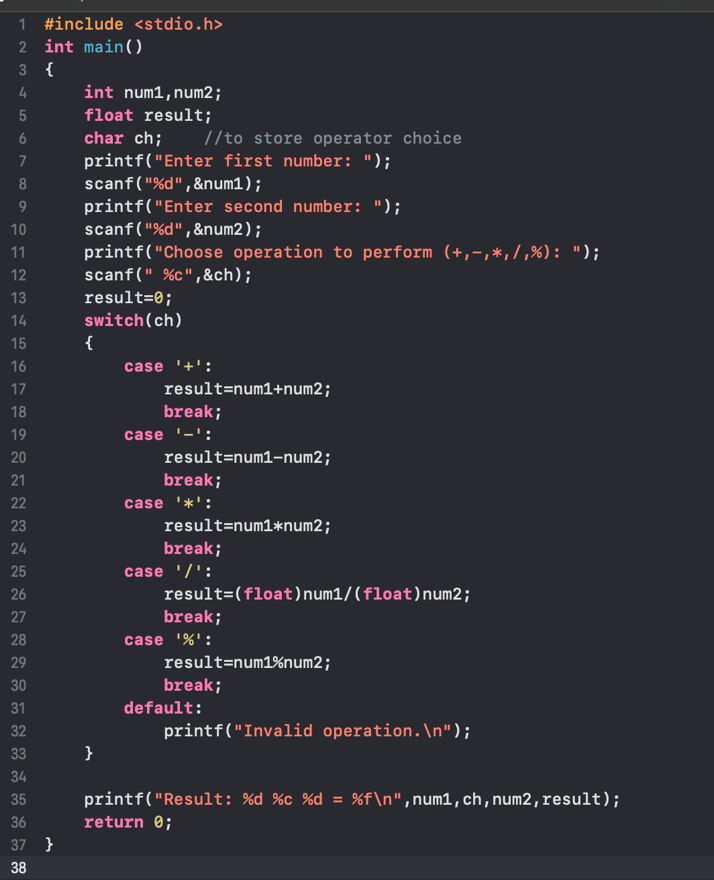 1 #include <stdio.h>
2 int main()
3 {
4     int num1,num2;
5     float result;
6     char ch;    //to store operator choice
7     printf("Enter first number: ");
8     scanf("%d",&num1);
9     printf("Enter second number: ");
10     scanf("%d",&num2);
11     printf("Choose operation to perform (+,-,*,/,%): ");
12     scanf(" %c",&ch);
13     result=0;
14     switch(ch)
15     {
16         case '+':
17             result=num1+num2;
18             break;
19         case '-':
20             result=num1-num2;
21             break;
22         case '*':
23             result=num1*num2;
24             break;
25         case '/':
26             result=(float)num1/(float)num2;
27             break;
28         case '%':
29             result=num1%num2;
30             break;
31         default:
32             printf("Invalid operation.\n");
33     }
34
35     printf("Result: %d %c %d = %f\n",num1,ch,num2,result);
36     return 0;
37 }
38